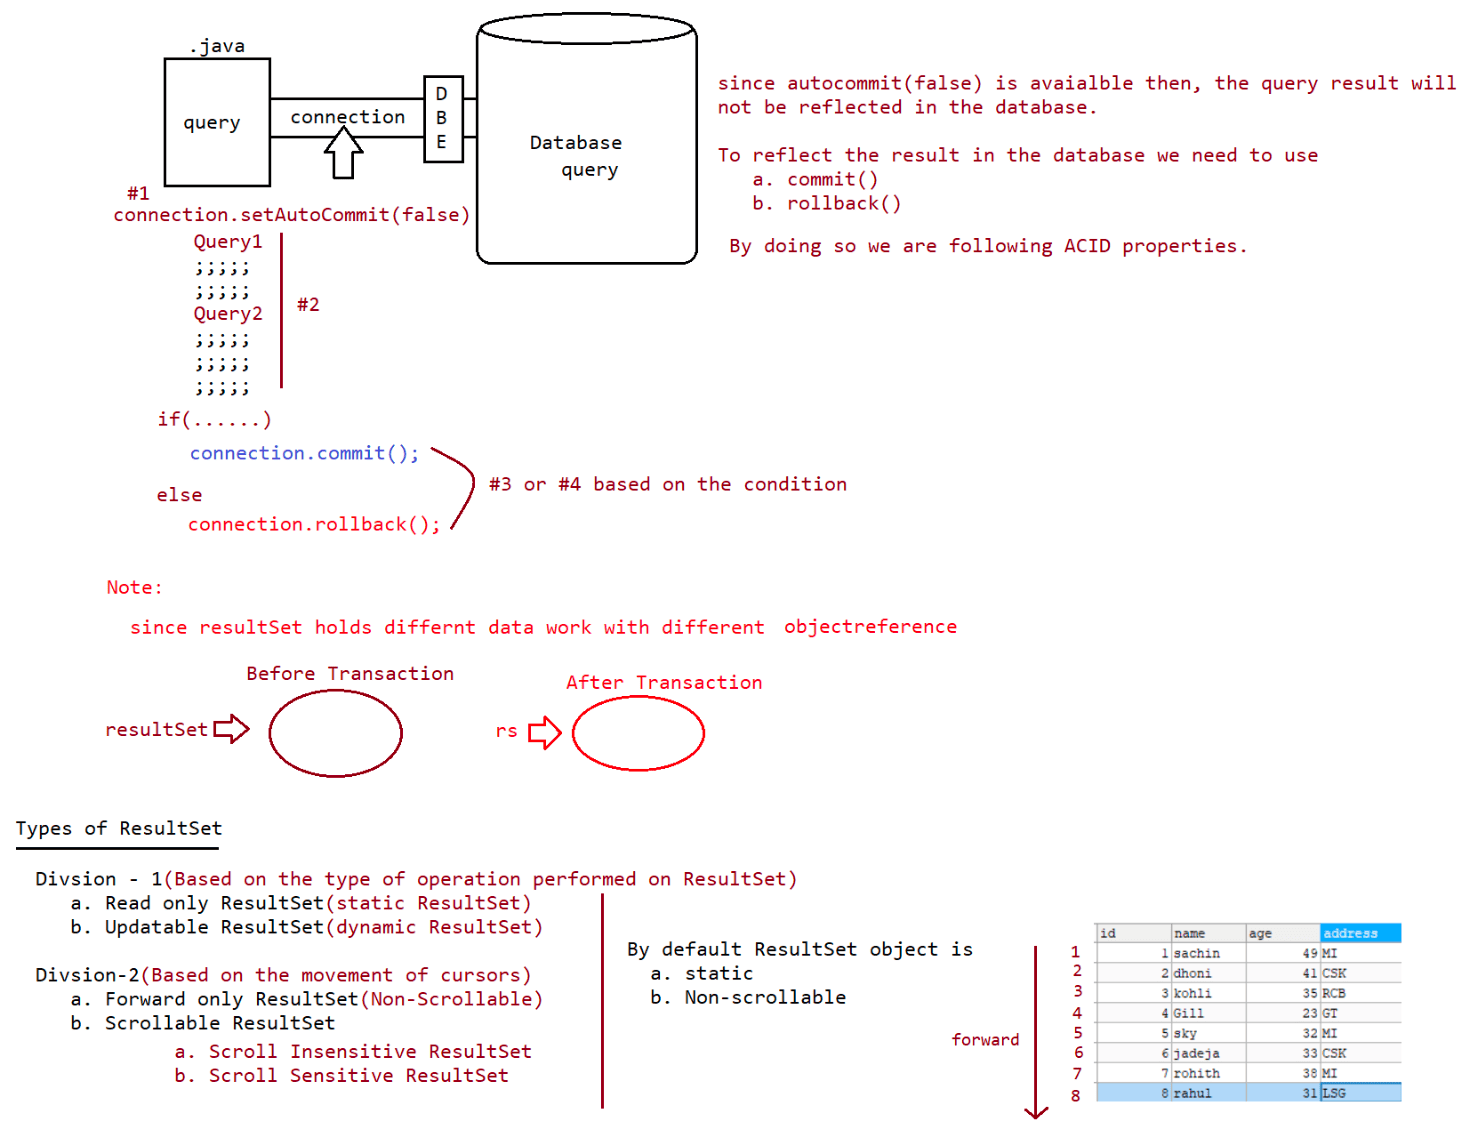 .java
query
connection
D
B
E
Database
query
since autocommit(false) is avaialble then, the query result will
not be reflected in the database.
To reflect the result in the database we need to use
a. commit()
b. rollback()
By doing so we are following ACID properties.
#1
connection.setAutoCommit(false)
Query1
;;;;;
;;;;;
Query2
;;;;;
;;;;;
;;;;;
#2
if(......)
connection.commit();
else
connection.rollback();
#3 or #4 based on the condition
Note:
since resultSet holds differnt data work with different objectreference
Before Transaction
After Transaction
resultSet
rs
Types of ResultSet
Divsion - 1(Based on the type of operation performed on ResultSet)
a. Read only ResultSet(static ResultSet)
b. Updatable ResultSet(dynamic ResultSet)
Divsion-2(Based on the movement of cursors)
a. Forward only ResultSet(Non-Scrollable)
b. Scrollable ResultSet
a. Scroll Insensitive ResultSet
b. Scroll Sensitive ResultSet
By default ResultSet object is
a. static
b. Non-scrollable
forward
id name age address
1 1 sachin 49 MI
2 2 dhoni 41 CSK
3 3 kohli 35 RCB
4 4 Gill 23 GT
5 5 sky 32 MI
6 6 jadeja 33 CSK
7 7 rohith 38 MI
8 8 rahul 31 LSG